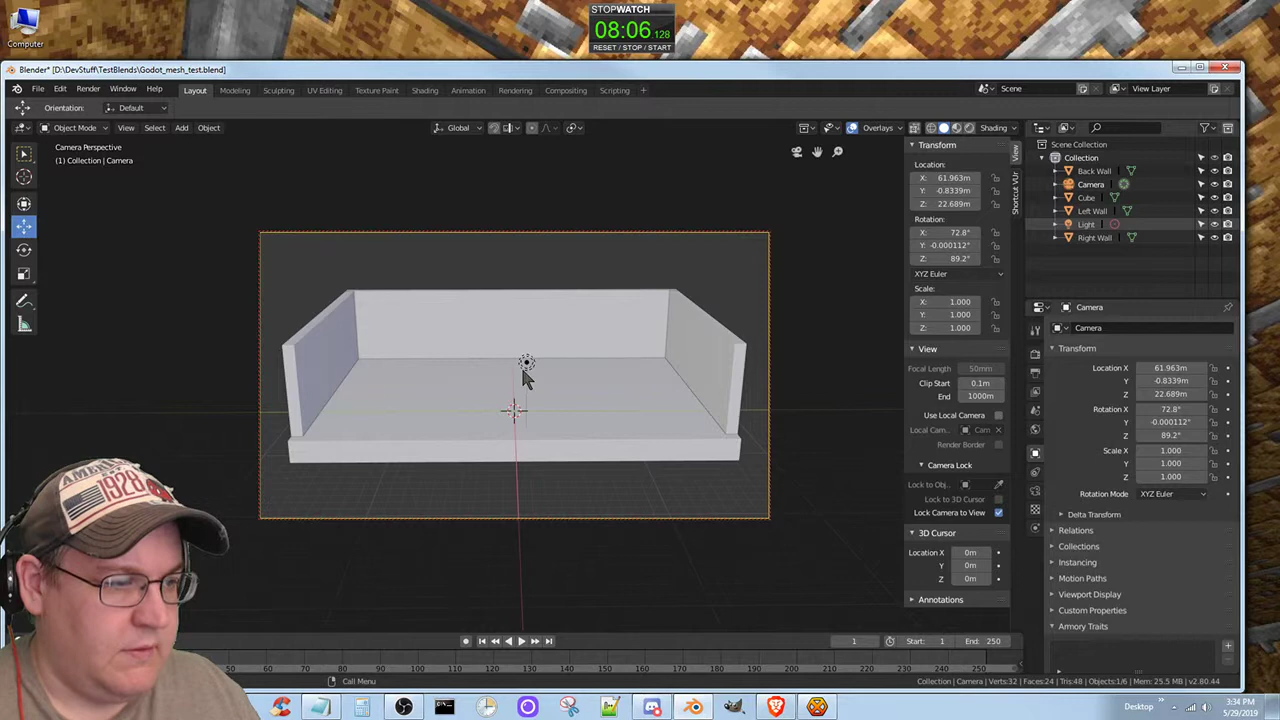 STOPWATCH
08:06.128
RESET / STOP / START
Computer
Blender* [D:\DevStuff\TestBlends\Godot_mesh_test.blend]
File Edit Render Window Help
Layout Modeling Sculpting UV Editing Texture Paint Shading Animation Rendering Compositing Scripting +
Scene
View Layer
Orientation: Default
Object Mode View Select Add Object
Global
Overlays
Shading
Camera Perspective
(1) Collection | Camera
Transform
Location:
X: 61.963m
Y: -0.8339m
Z: 22.689m
Rotation:
X: 72.8°
Y: -0.000112°
Z: 89.2°
XYZ Euler
Scale:
X: 1.000
Y: 1.000
Z: 1.000
View
Focal Length 50mm
Clip Start 0.1m
End 1000m
Use Local Camera
Local Cam... Cam
Render Border
Camera Lock
Lock to Obj...
Lock to 3D Cursor
Lock Camera to View
3D Cursor
Location X 0m
Y 0m
Z 0m
Annotations
View
Shortcut VUr
Scene Collection
Collection
Back Wall
Camera
Cube
Left Wall
Light
Right Wall
Camera
Camera
Transform
Location X 61.963m
Y -0.8339m
Z 22.689m
Rotation X 72.8°
Y -0.000112°
Z 89.2°
Scale X 1.000
Y 1.000
Z 1.000
Rotation Mode XYZ Euler
Delta Transform
Relations
Collections
Instancing
Motion Paths
Viewport Display
Custom Properties
Armory Traits
1 Start: 1 End: 250
50 60 70 80 90 100 110 120 130 140 150 160 170 180 190 200 210 220 230 240 250
Call Menu
Collection | Camera | Verts:32 | Faces:24 | Tris:48 | Objects:1/6 | Mem: 25.5 MB | v2.80.44
AMERICA
1928
Desktop
3:34 PM
5/29/2019